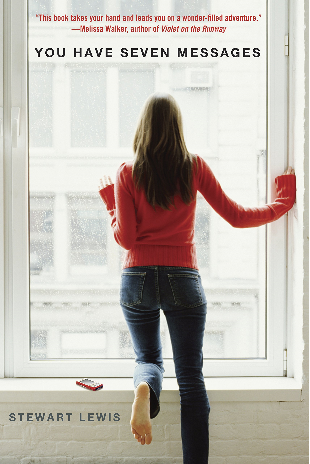 "This book takes your hand and leads you on a wonder-filled adventure."
—Melissa Walker, author of Violet on the Runway
YOU HAVE SEVEN MESSAGES
STEWART LEWIS